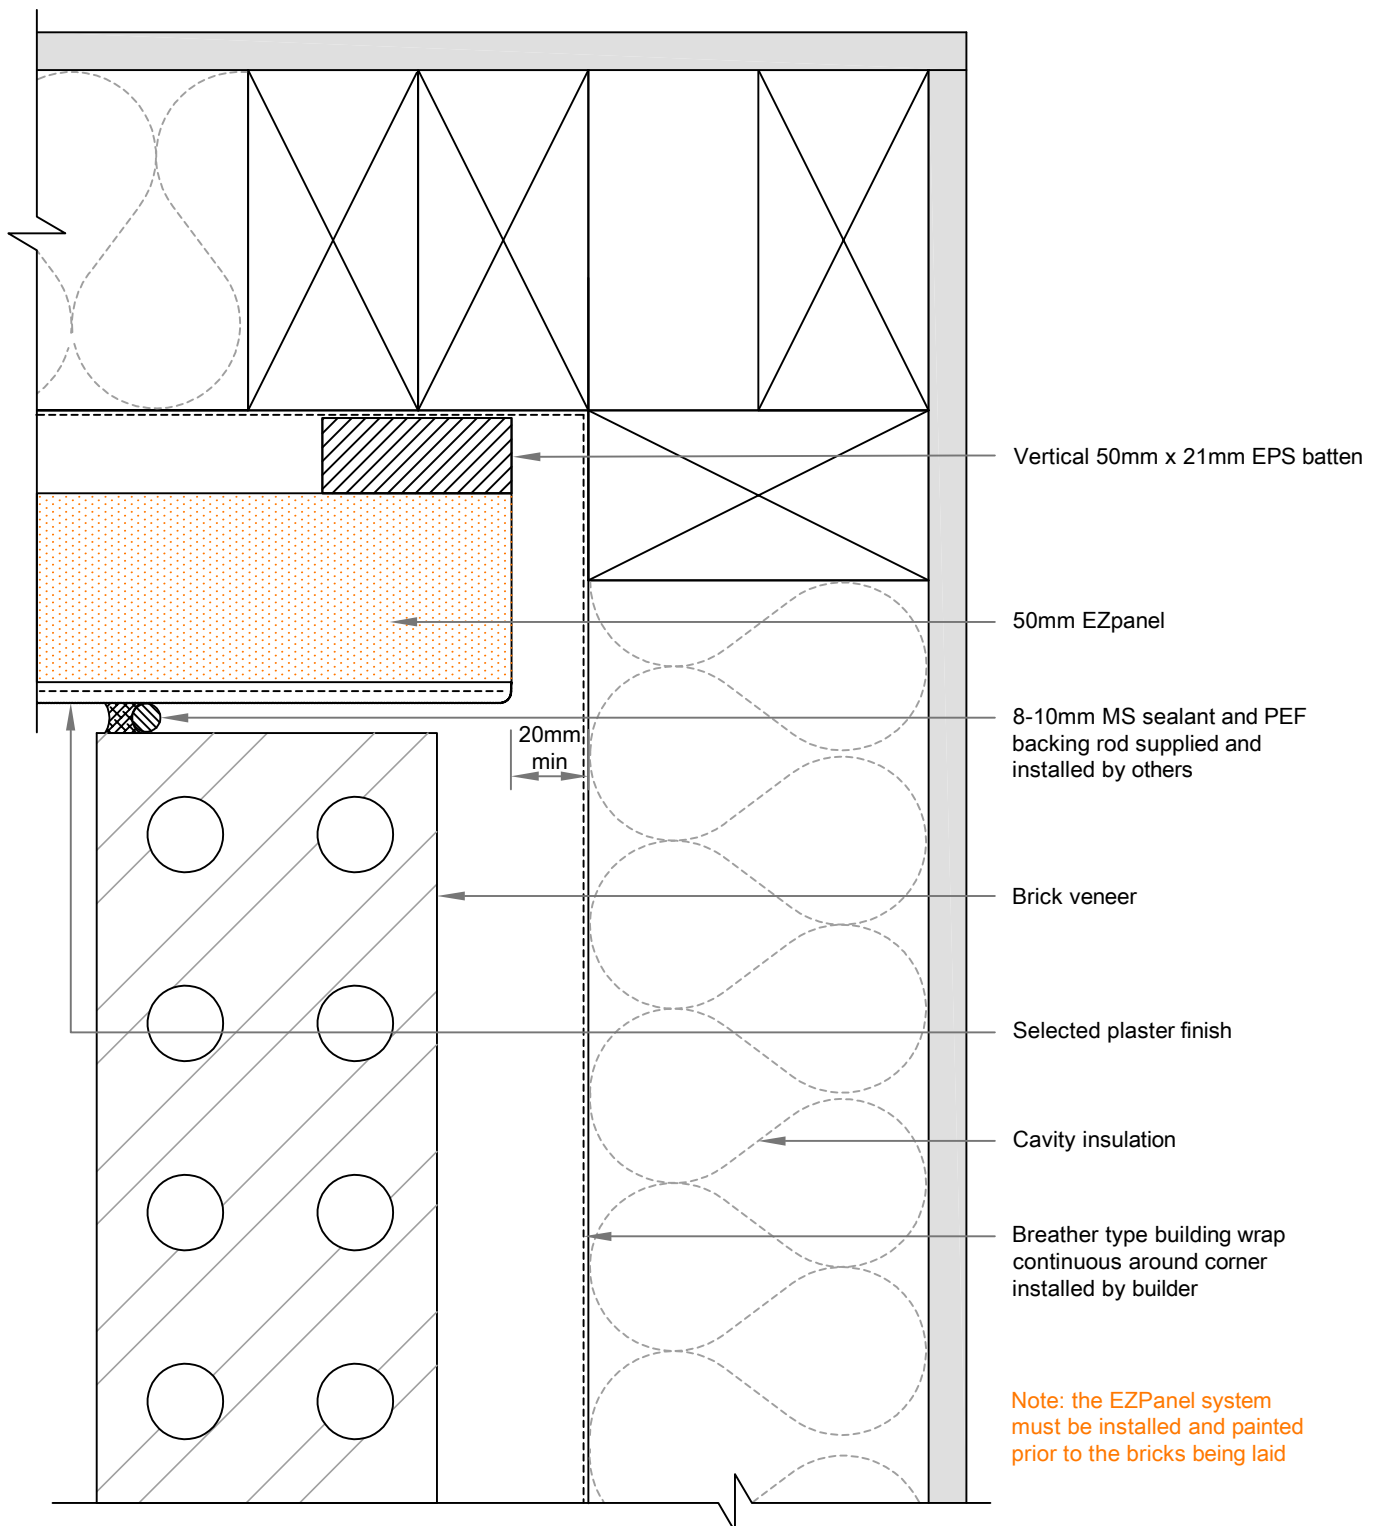 Vertical 50mm x 21mm EPS batten
50mm EZpanel
8-10mm MS sealant and PEF
backing rod supplied and
installed by others
20mm
min
Brick veneer
Selected plaster finish
Cavity insulation
Breather type building wrap
continuous around corner
installed by builder
Note: the EZPanel system
must be installed and painted
prior to the bricks being laid